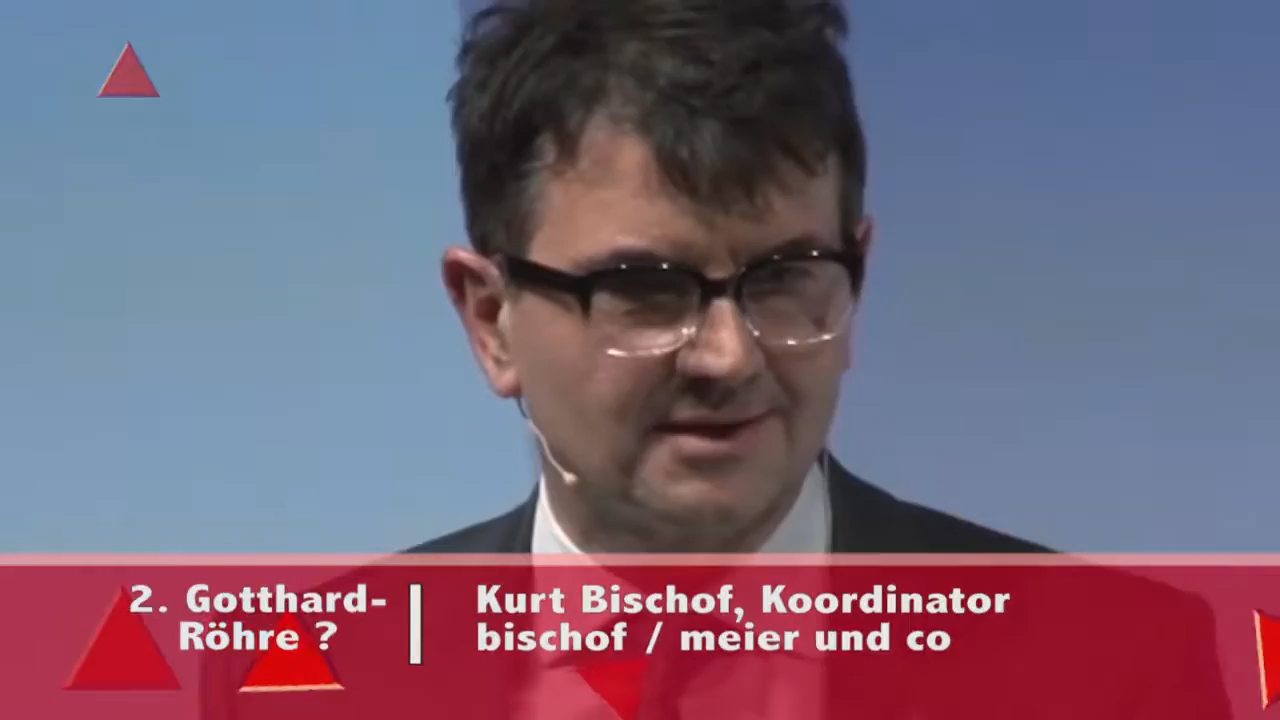 2. Gotthard-
Röhre ?
Kurt Bischof, Koordinator
bischof / meier und co